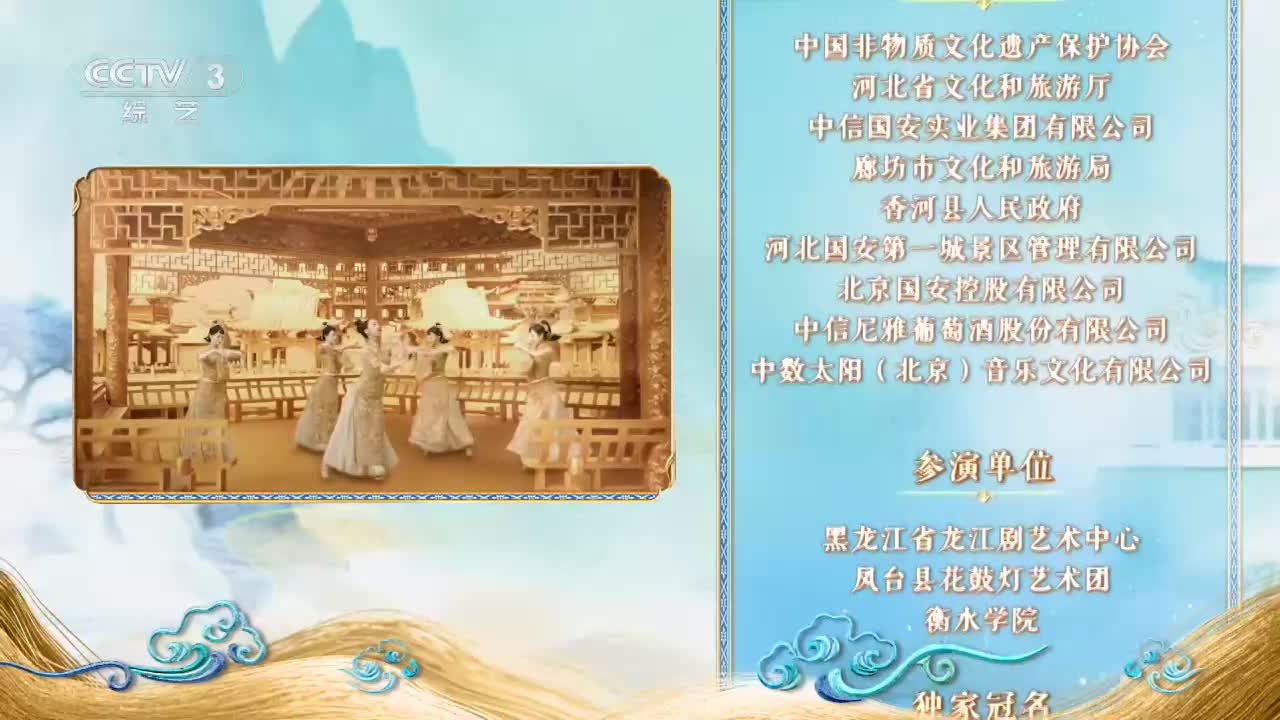 CCTV 3
综艺
中国非物质文化遗产保护协会
河北省文化和旅游厅
中信国安实业集团有限公司
廊坊市文化和旅游局
香河县人民政府
河北国安第一城景区管理有限公司
北京国安控股有限公司
中信尼雅葡萄酒股份有限公司
中数太阳（北京）音乐文化有限公司
参演单位
黑龙江省龙江剧艺术中心
凤台县花鼓灯艺术团
衡水学院
独家冠名